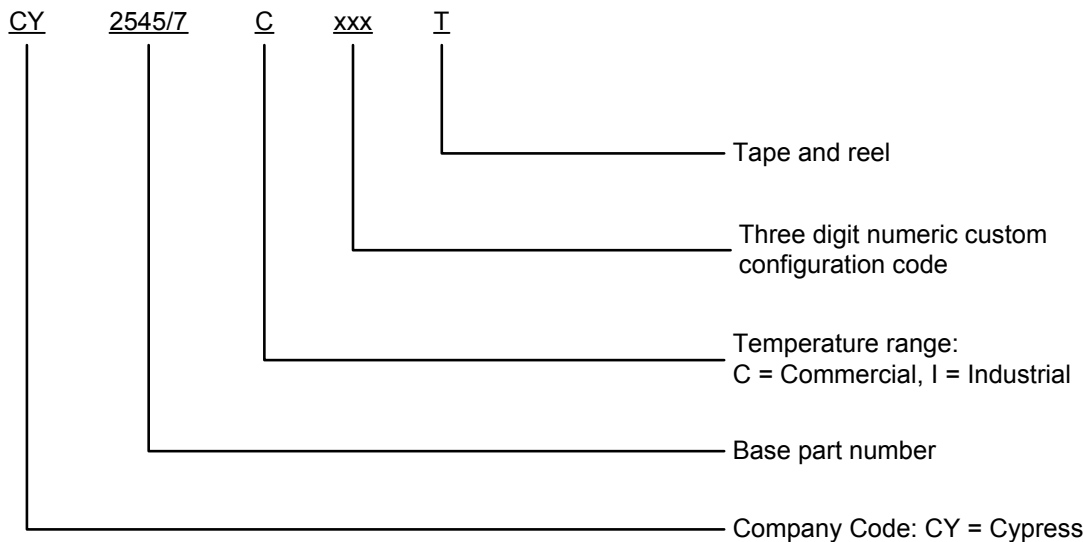 CY 2545/7 C xxx T
Tape and reel
Three digit numeric custom
configuration code
Temperature range:
C = Commercial, I = Industrial
Base part number
Company Code: CY = Cypress